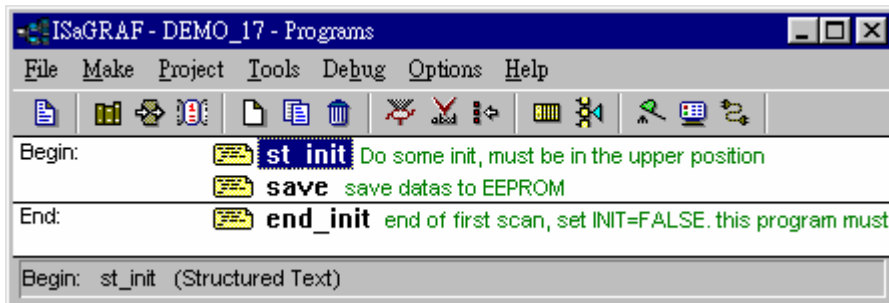 ISaGRAF - DEMO_17 - Programs
File Make Project Tools Debug Options Help
Begin: st_init Do some init, must be in the upper position
save save datas to EEPROM
End: end_init end of first scan, set INIT=FALSE. this program must
Begin: st_init (Structured Text)